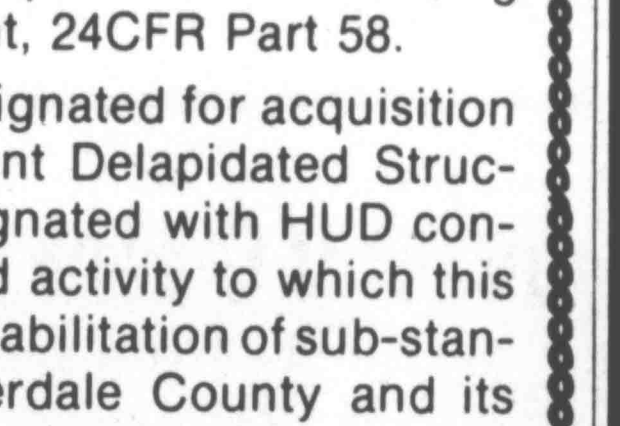 t, 24CFR Part 58.
ignated for acquisition
nt Delapidated Struc-
gnated with HUD con-
d activity to which this
abilitation of sub-stan-
erdale County and its